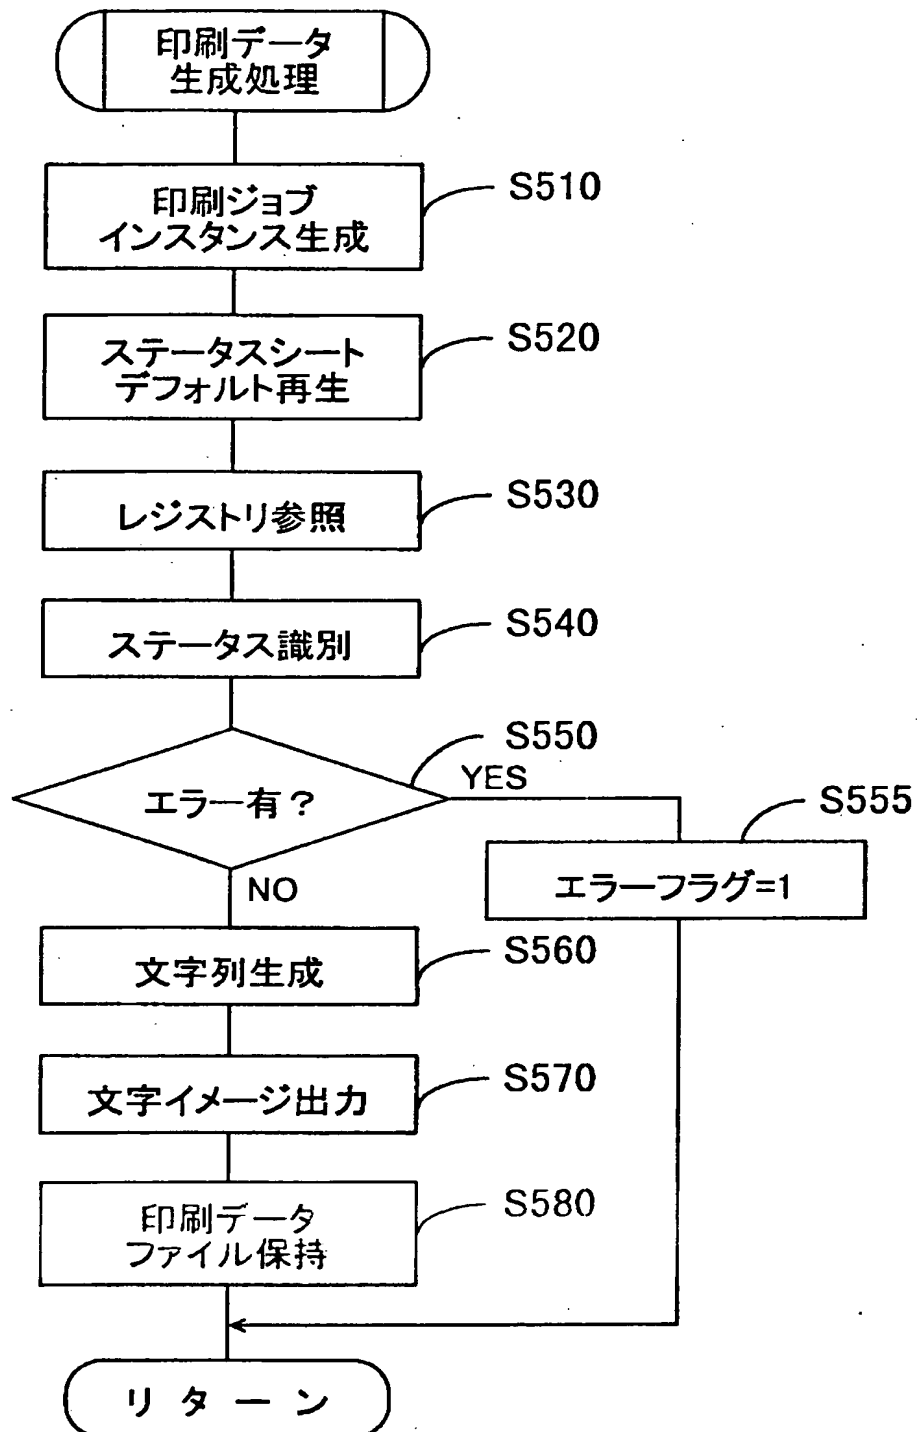 印刷データ
生成処理
印刷ジョブ
インスタンス生成
S510
ステータスシート
デフォルト再生
S520
レジストリ参照
S530
ステータス識別
S540
エラー有？
S550
YES
NO
エラーフラグ=1
S555
文字列生成
S560
文字イメージ出力
S570
印刷データ
ファイル保持
S580
リターン